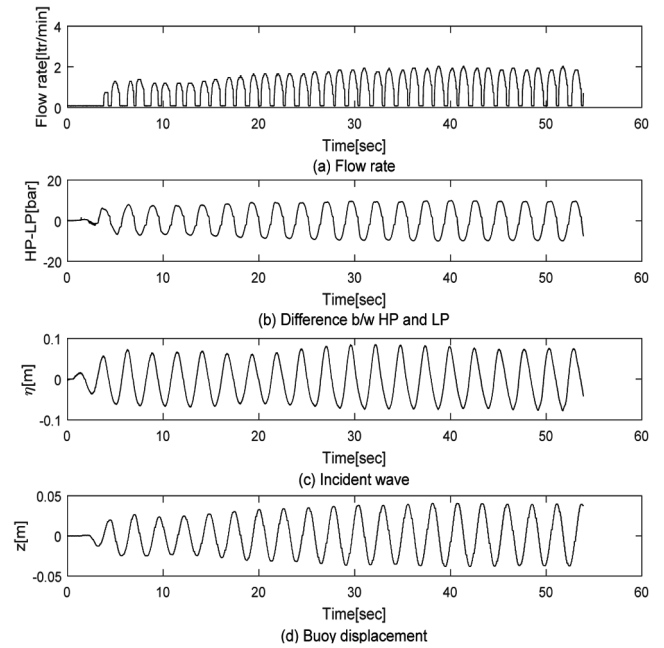 Flow rate[ltr/min]
4
2
0
0 10 20 30 40 50 60
Time[sec]
(a) Flow rate
HP-LP[bar]
20
0
-20
0 10 20 30 40 50 60
Time[sec]
(b) Difference b/w HP and LP
η[m]
0.1
0
-0.1
0 10 20 30 40 50 60
Time[sec]
(c) Incident wave
z[m]
0.05
0
-0.05
0 10 20 30 40 50 60
Time[sec]
(d) Buoy displacement